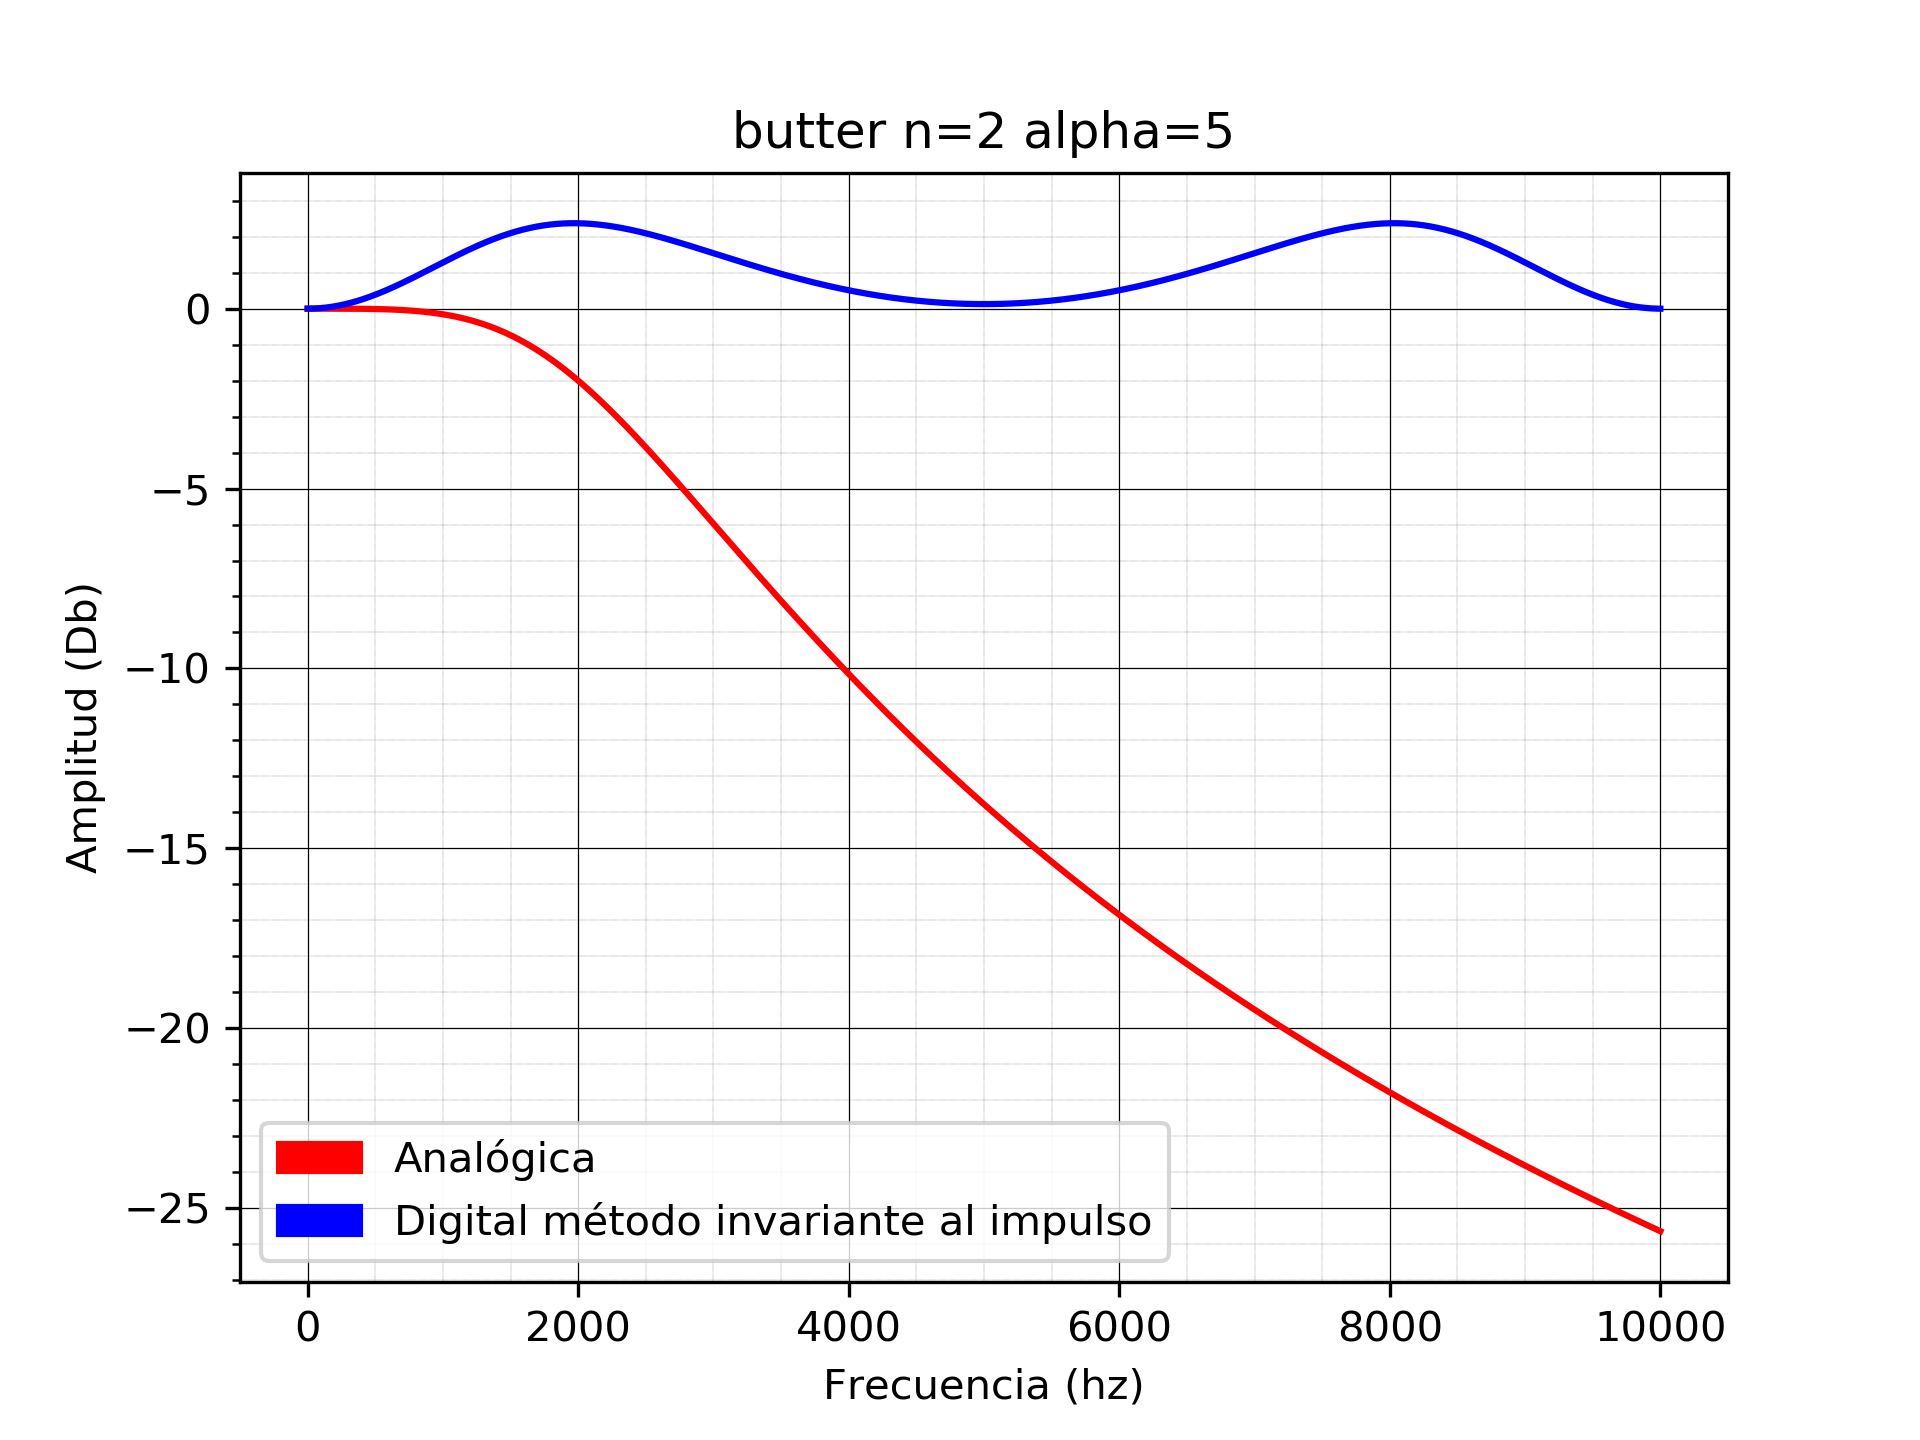 butter n=2 alpha=5
Amplitud (Db)
0
−5
−10
−15
−20
−25
Analógica
Digital método invariante al impulso
0 2000 4000 6000 8000 10000
Frecuencia (hz)